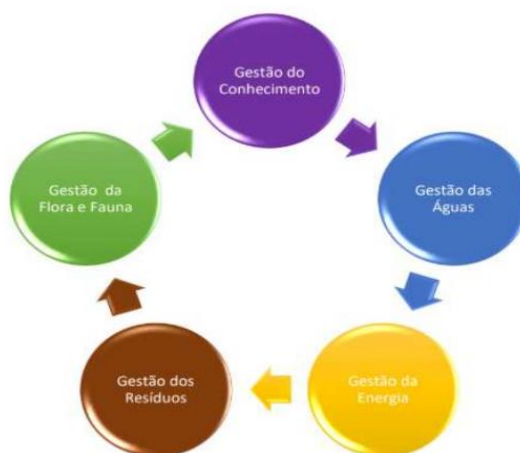 Gestão do
Conhecimento
Gestão das
Águas
Gestão da
Energia
Gestão dos
Resíduos
Gestão da
Flora e Fauna